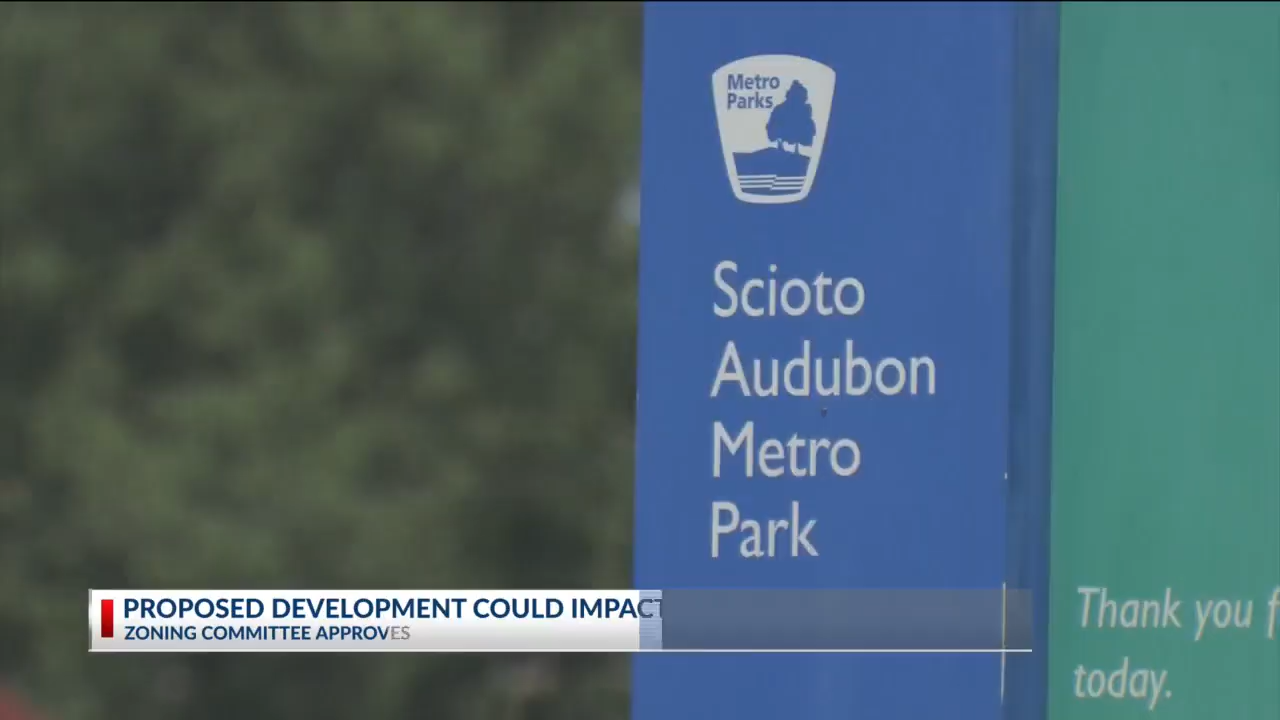 Metro
Parks
Scioto
Audubon
Metro
Park
Thank you f
today.
PROPOSED DEVELOPMENT COULD IMPACT
ZONING COMMITTEE APPROVES